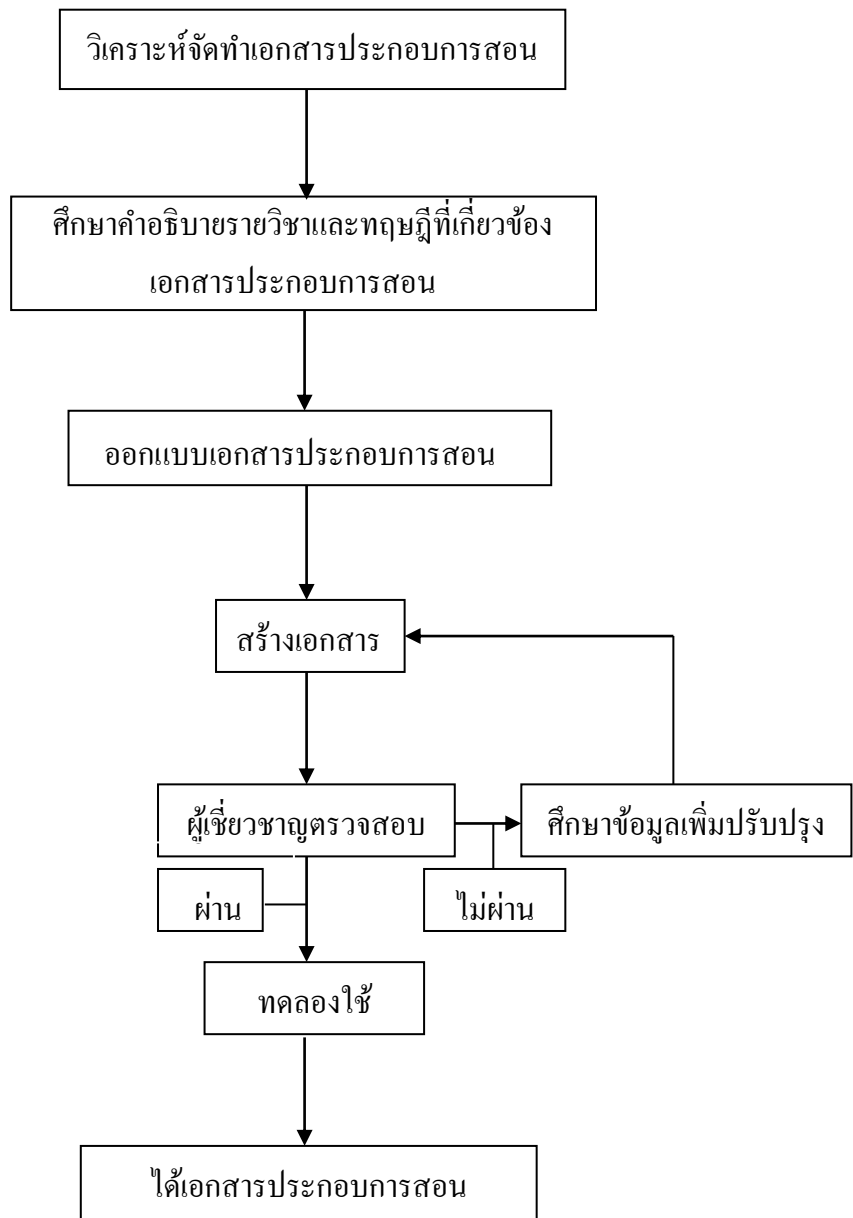 วิเคราะห์จัดทำเอกสารประกอบการสอน
ศึกษาคำอธิบายรายวิชาและทฤษฎีที่เกี่ยวข้อง
เอกสารประกอบการสอน
ออกแบบเอกสารประกอบการสอน
สร้างเอกสาร
ผู้เชี่ยวชาญตรวจสอบ
ศึกษาข้อมูลเพิ่มปรับปรุง
ผ่าน
ไม่ผ่าน
ทดลองใช้
ได้เอกสารประกอบการสอน